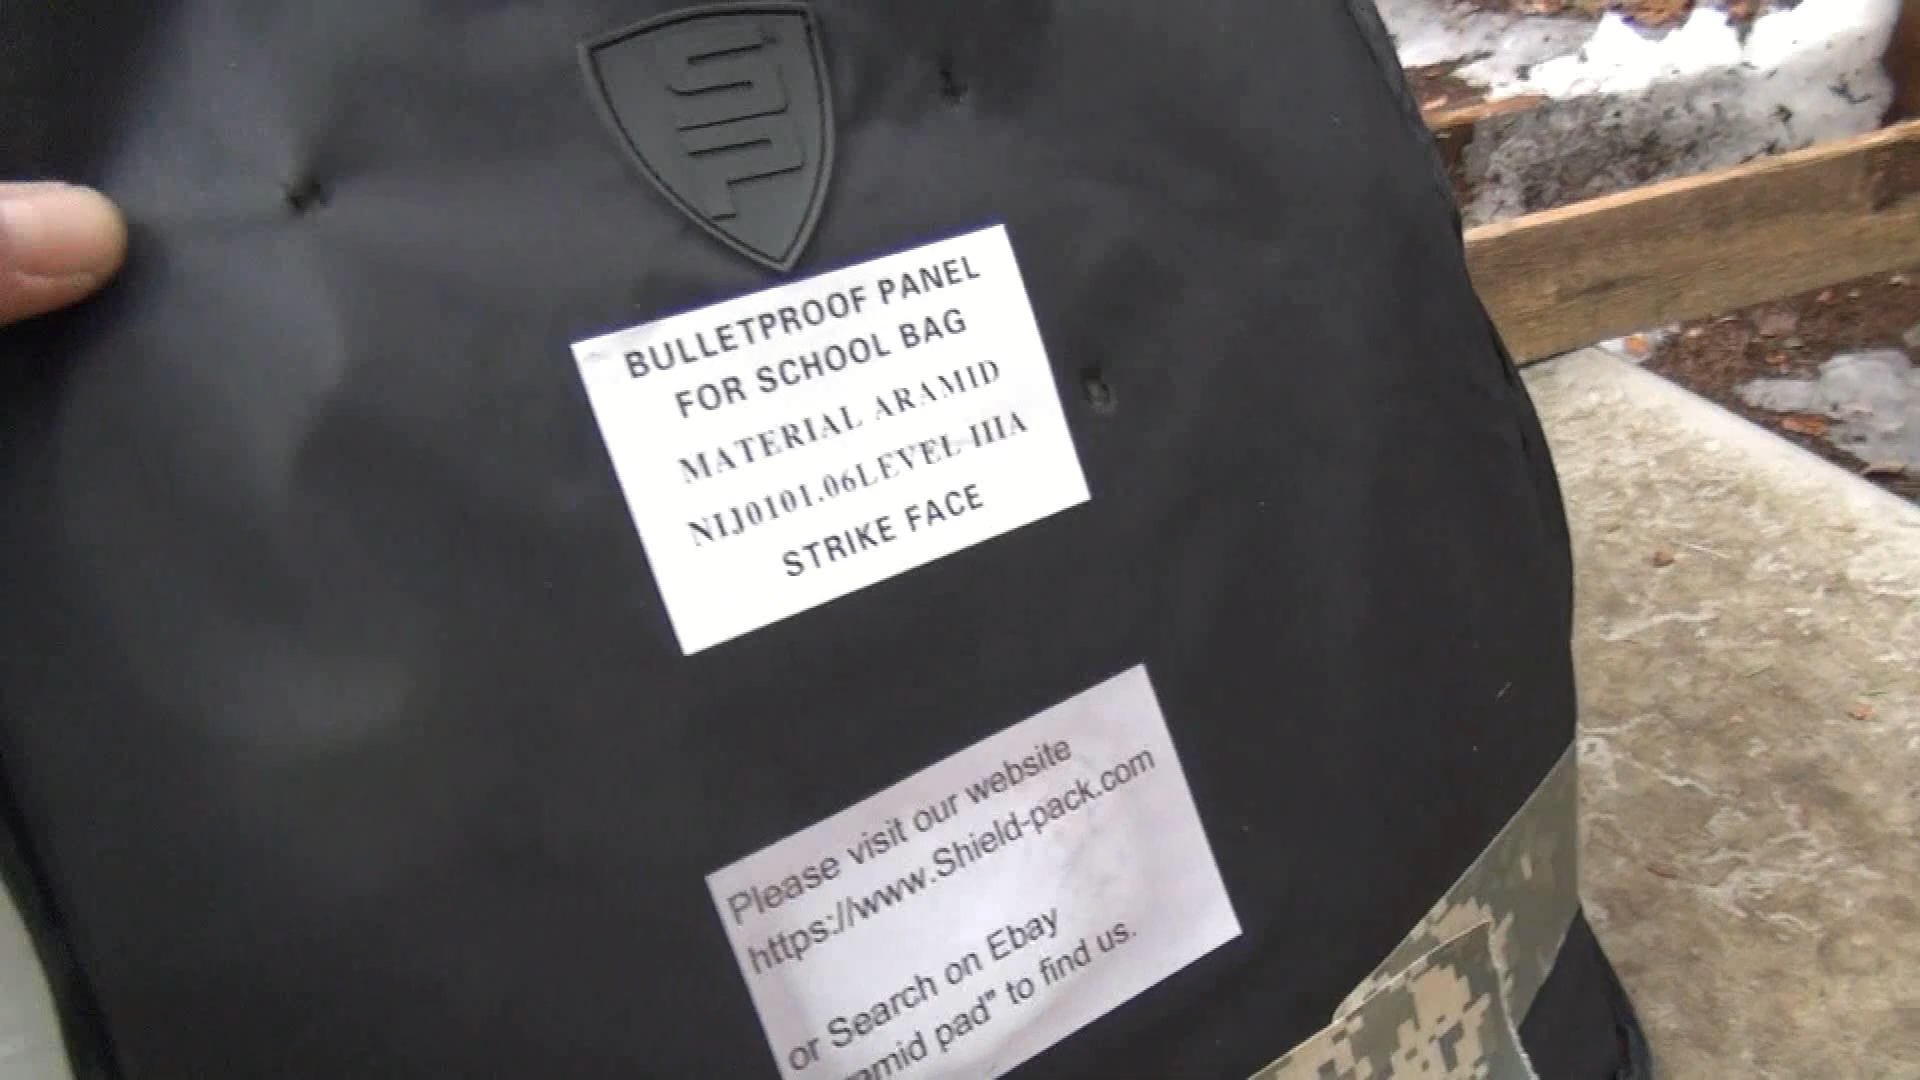 BULLETPROOF PANEL
FOR SCHOOL BAG
MATERIAL ARAMID
NIJ0101.06LEVEL-IIIA
STRIKE FACE
Please visit our website
https://www.Shield-pack.com
or Search on Ebay
pad" to find us.